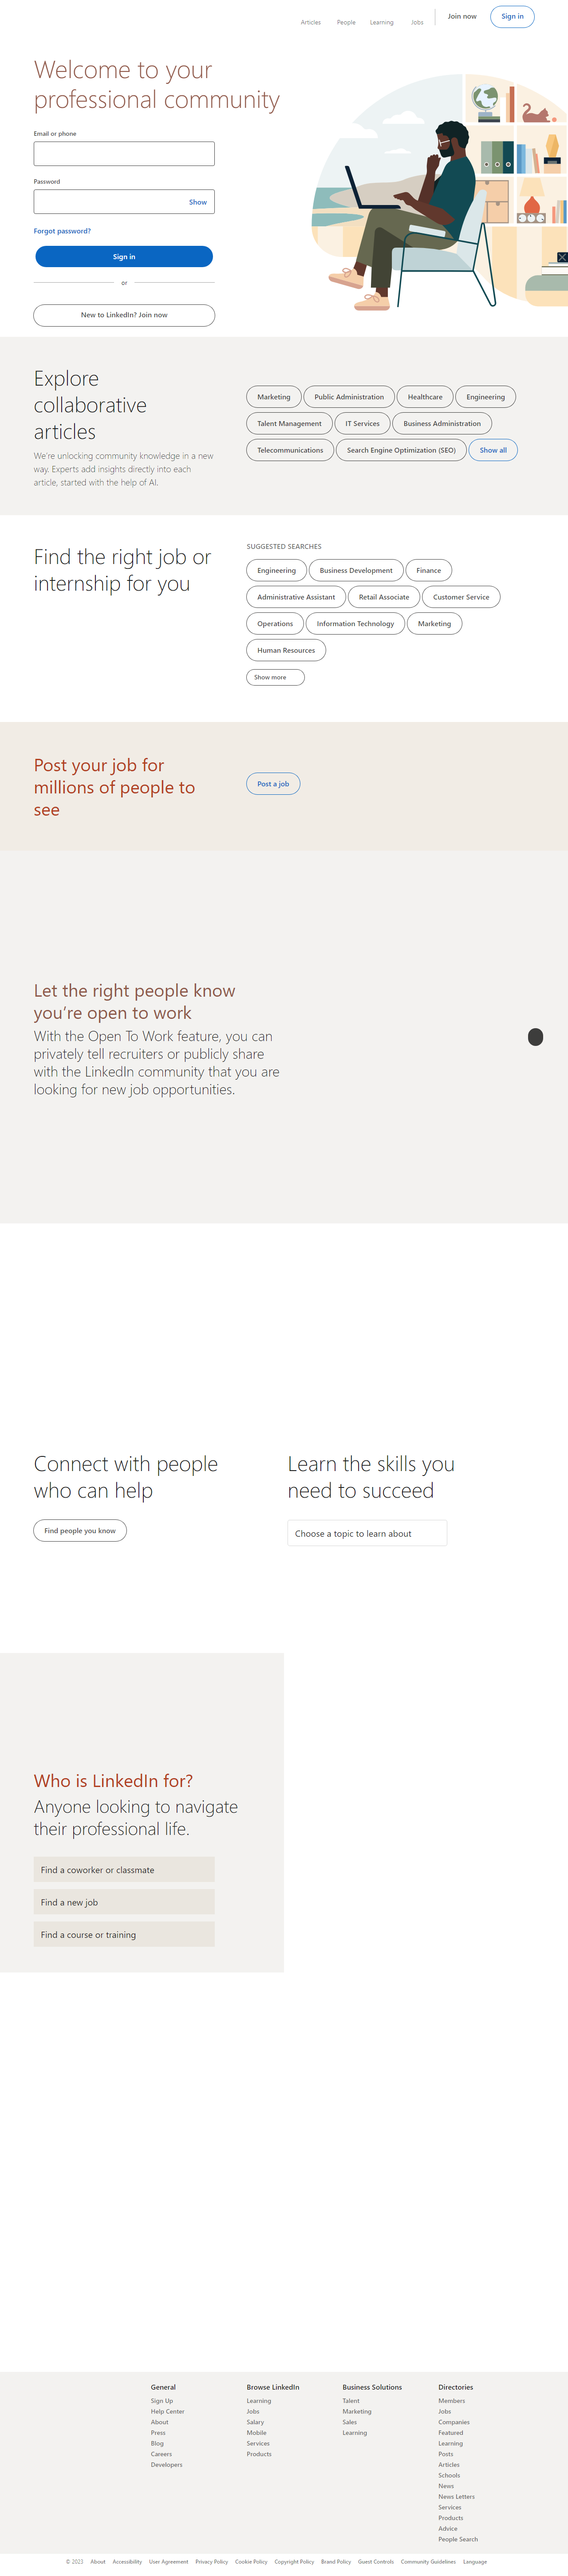 Articles People Learning Jobs Join now Sign in
Welcome to your
professional community
Email or phone
Password
Show
Forgot password?
Sign in
or
New to LinkedIn? Join now
Explore
collaborative
articles
We're unlocking community knowledge in a new
way. Experts add insights directly into each
article, started with the help of AI.
Marketing Public Administration Healthcare Engineering
Talent Management IT Services Business Administration
Telecommunications Search Engine Optimization (SEO) Show all
Find the right job or
internship for you
SUGGESTED SEARCHES
Engineering Business Development Finance
Administrative Assistant Retail Associate Customer Service
Operations Information Technology Marketing
Human Resources
Show more
Post your job for
millions of people to
see
Post a job
Let the right people know
you're open to work
With the Open To Work feature, you can
privately tell recruiters or publicly share
with the LinkedIn community that you are
looking for new job opportunities.
Connect with people
who can help
Find people you know
Learn the skills you
need to succeed
Choose a topic to learn about
Who is LinkedIn for?
Anyone looking to navigate
their professional life.
Find a coworker or classmate
Find a new job
Find a course or training
General
Sign Up
Help Center
About
Press
Blog
Careers
Developers
Browse LinkedIn
Learning
Jobs
Salary
Mobile
Services
Products
Business Solutions
Talent
Marketing
Sales
Learning
Directories
Members
Jobs
Companies
Featured
Learning
Posts
Articles
Schools
News
News Letters
Services
Products
Advice
People Search
© 2023 About Accessibility User Agreement Privacy Policy Cookie Policy Copyright Policy Brand Policy Guest Controls Community Guidelines Language